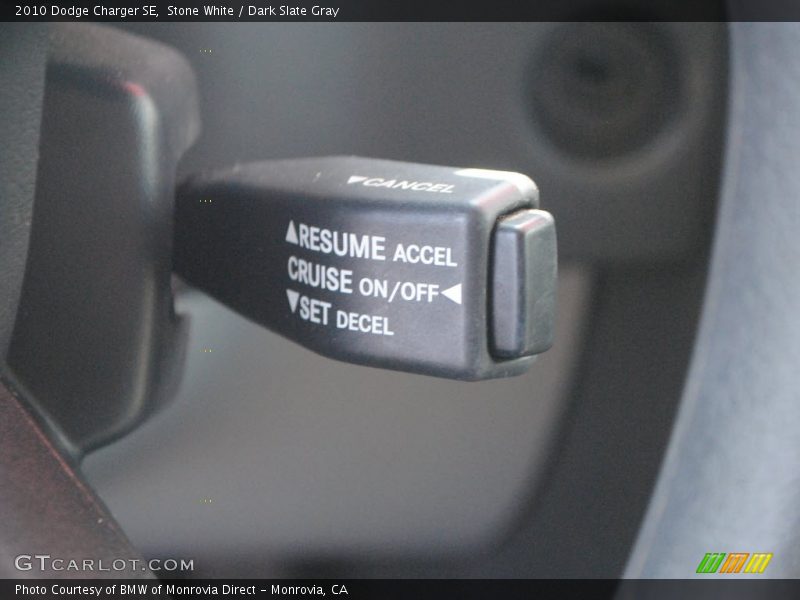 2010 Dodge Charger SE, Stone White / Dark Slate Gray
▼CANCEL
▲RESUME ACCEL
CRUISE ON/OFF◀
▼SET DECEL
GTCARLOT.COM
Photo Courtesy of BMW of Monrovia Direct - Monrovia, CA